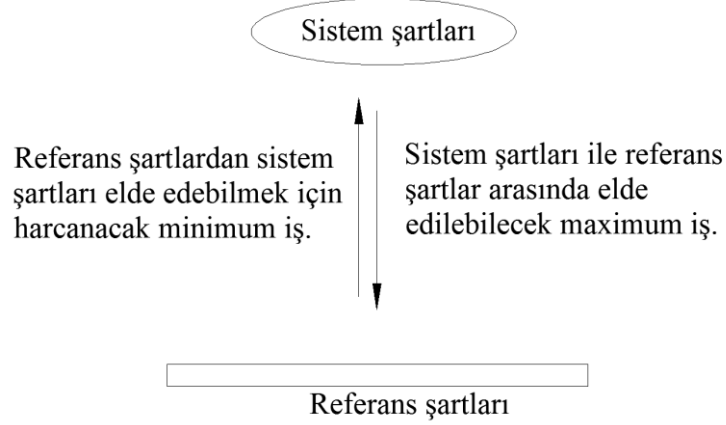 Sistem şartları
Referans şartlardan sistem
şartları elde edebilmek için
harcanacak minimum iş.
Sistem şartları ile referans
şartlar arasında elde
edilebilecek maximum iş.
Referans şartları